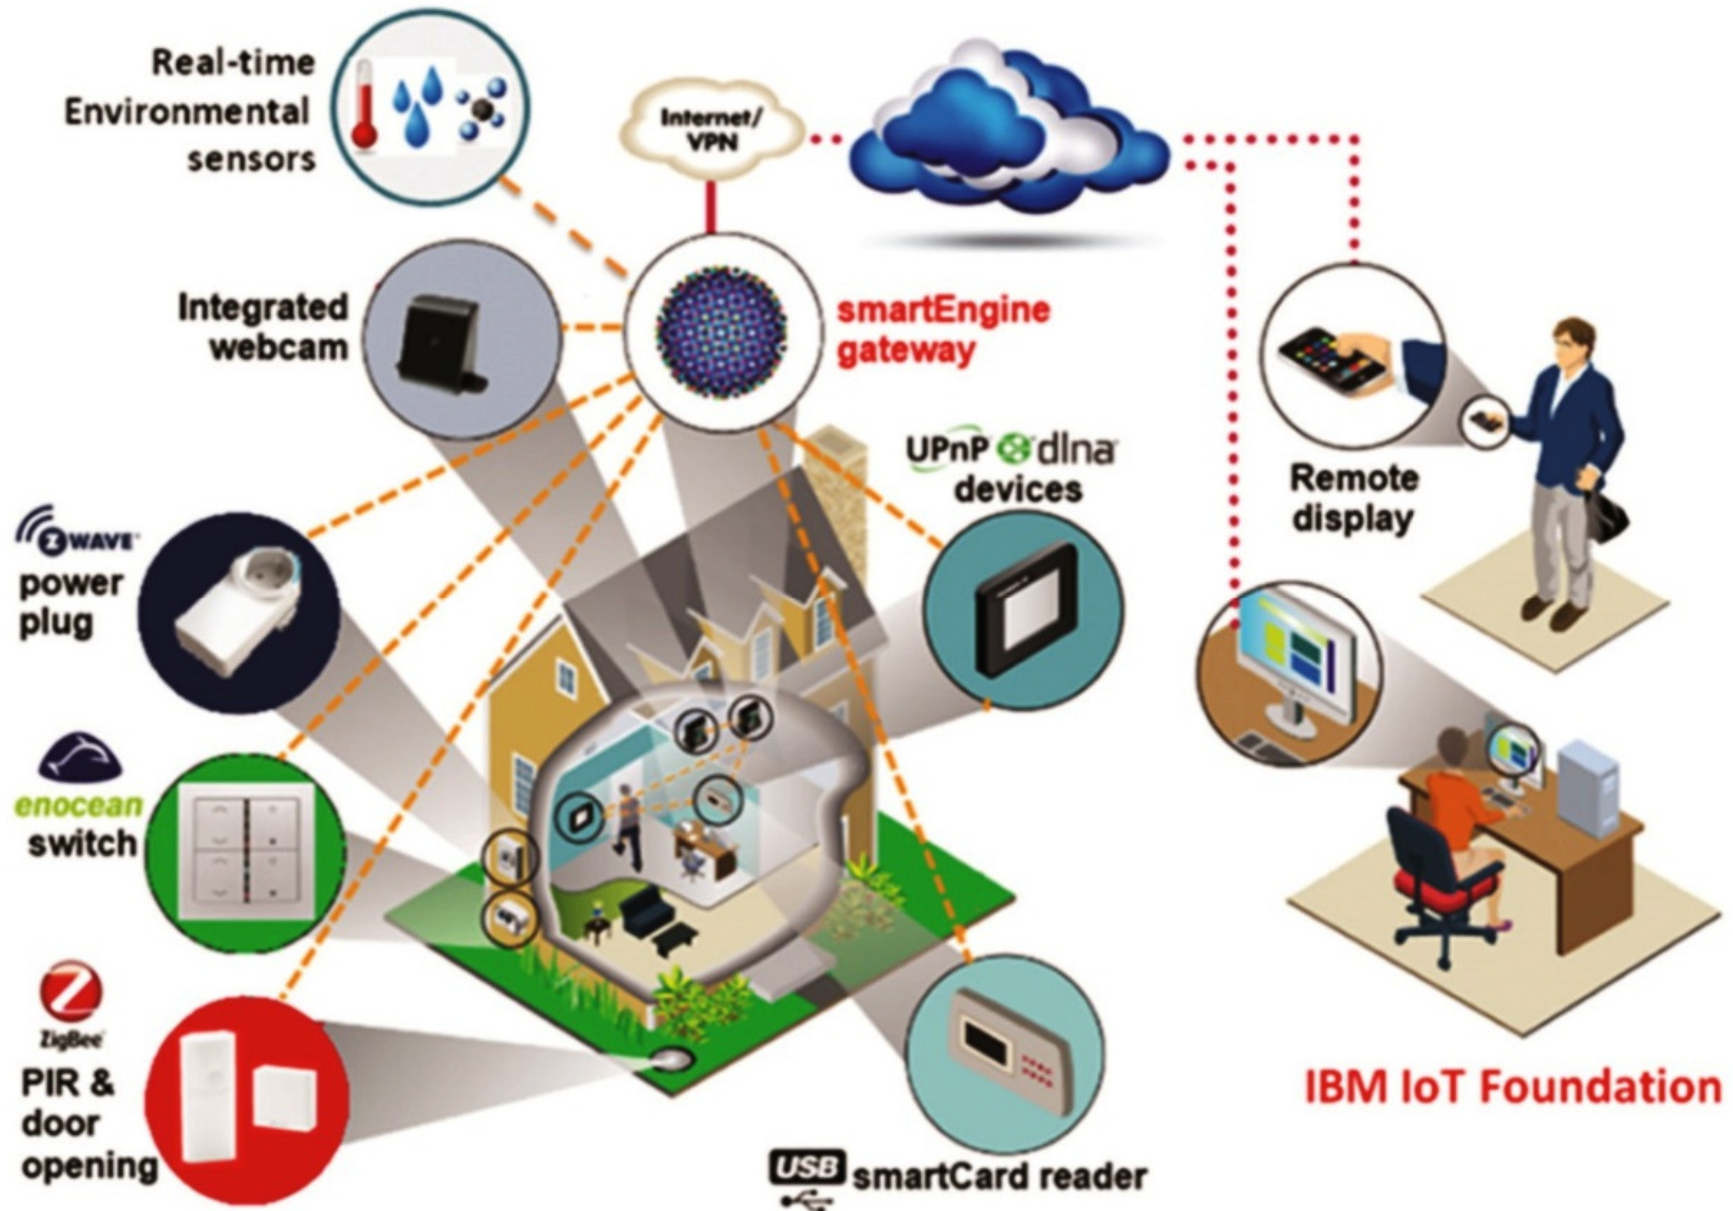 Real-time
Environmental
sensors
Internet/
VPN
Integrated
webcam
smartEngine
gateway
UPnP dlna
devices
Remote
display
Z WAVE
power
plug
enocean
switch
ZigBee
PIR &
door
opening
IBM IoT Foundation
USB smartCard reader